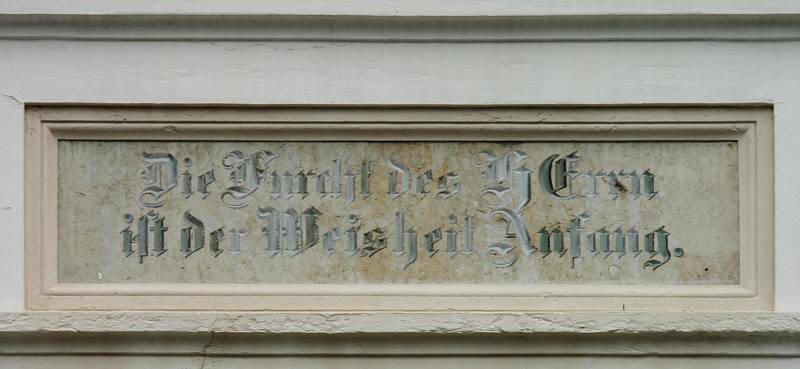 Die Furcht des HErrn
ist der Weisheit Anfang.